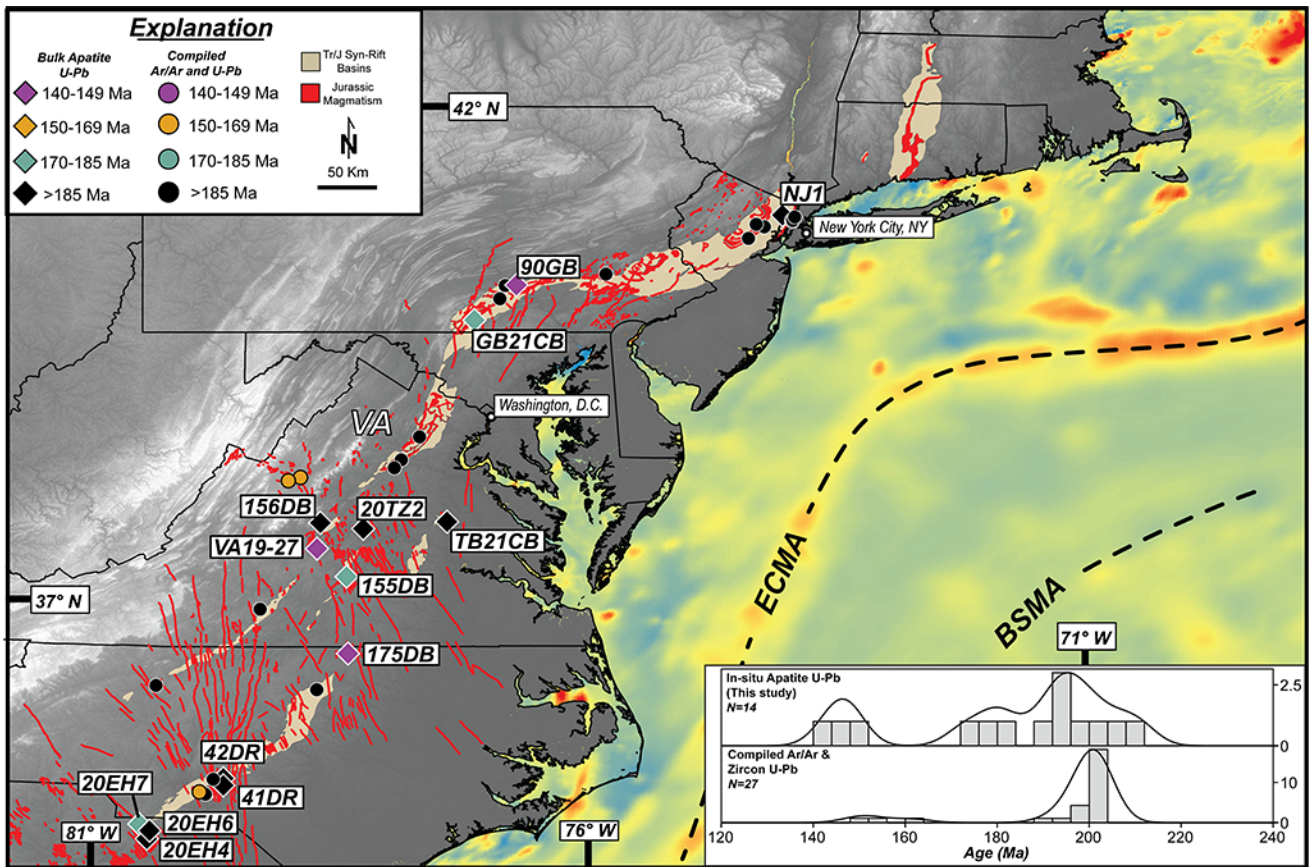 Explanation
Bulk Apatite
U-Pb
140-149 Ma
150-169 Ma
170-185 Ma
>185 Ma
Compiled
Ar/Ar and U-Pb
140-149 Ma
150-169 Ma
170-185 Ma
>185 Ma
Tr/J Syn-Rift
Basins
Jurassic
Magmatism
N
50 Km
42° N
NJ1
New York City, NY
90GB
GB21CB
Washington, D.C.
VA
156DB
20TZ2
TB21CB
VA19-27
155DB
37° N
175DB
ECMA
BSMA
71° W
42DR
41DR
20EH7
20EH6
20EH4
81° W
76° W
In-situ Apatite U-Pb
(This study)
N=14
2.5
0
Compiled Ar/Ar &
Zircon U-Pb
N=27
10
0
120 140 160 180 200 220 240
Age (Ma)